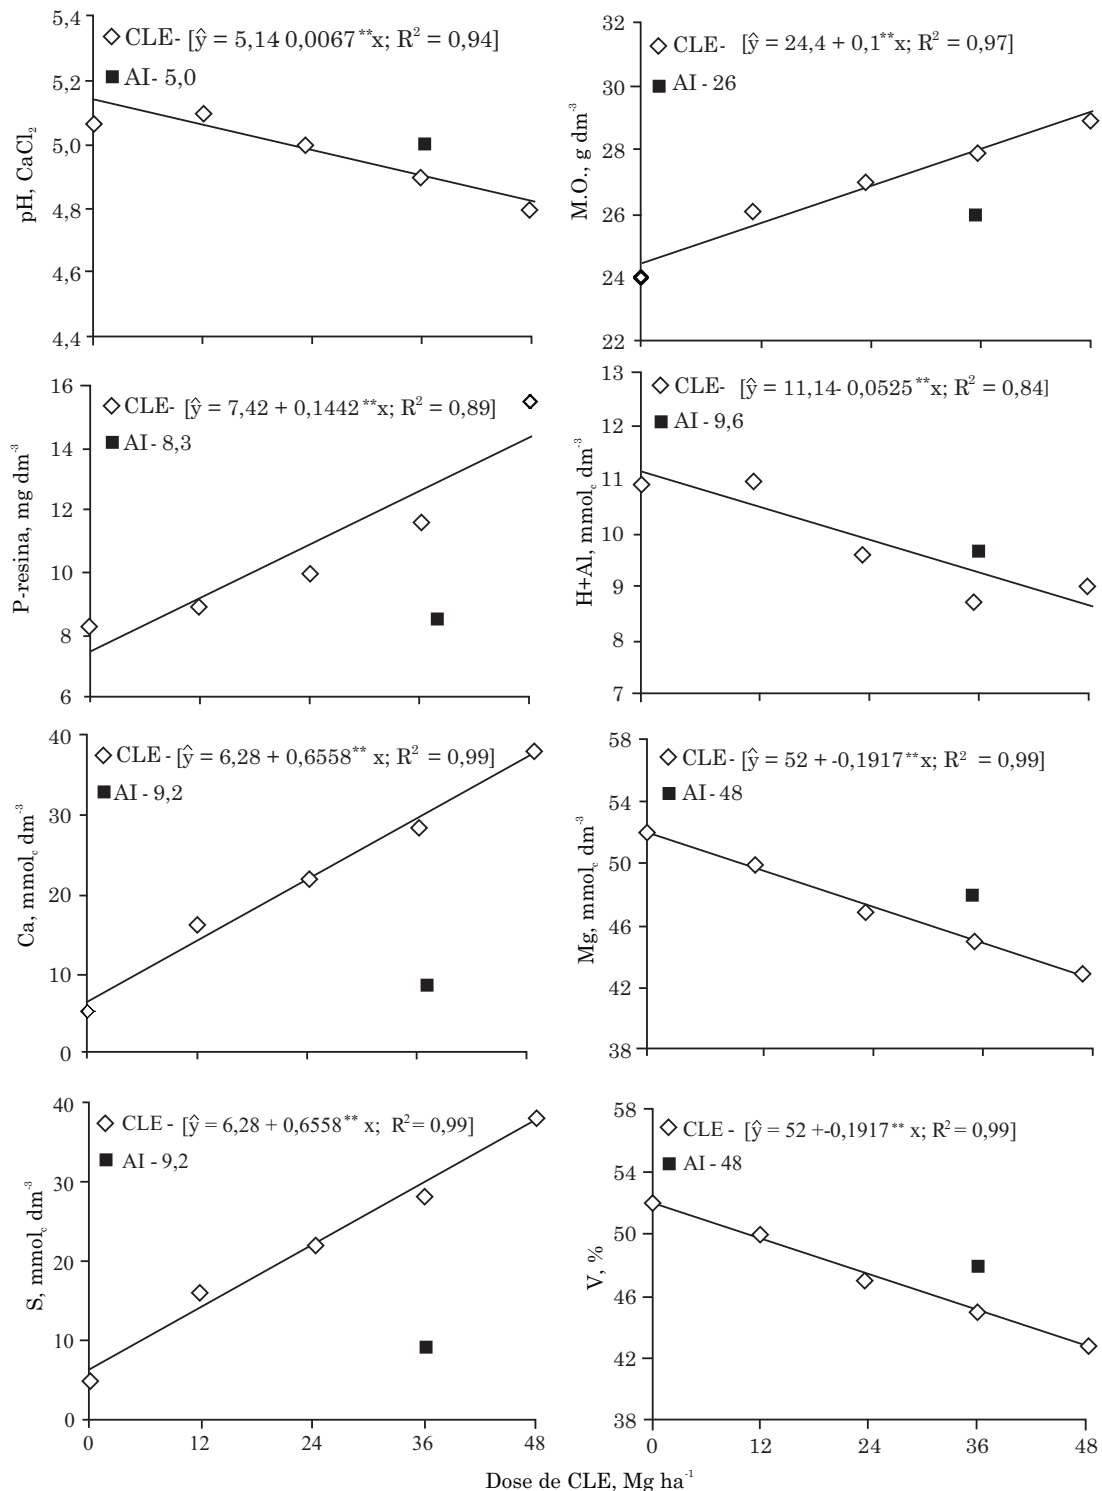 CLE- [ŷ = 5,14 0,0067**x; R² = 0,94]
AI- 5,0
5,4
5,2
5,0
4,8
4,6
4,4
pH, CaCl₂
CLE- [ŷ = 24,4 + 0,1**x; R² = 0,97]
AI - 26
32
30
28
26
24
22
M.O., g dm⁻³
CLE- [ŷ = 7,42 + 0,1442**x; R² = 0,89]
AI - 8,3
16
14
12
10
8
6
P-resina, mg dm⁻³
CLE- [ŷ = 11,14- 0,0525**x; R² = 0,84]
AI - 9,6
13
12
11
10
9
8
7
H+Al, mmol꜀ dm⁻³
CLE - [ŷ = 6,28 + 0,6558** x; R² = 0,99]
AI - 9,2
40
30
20
10
0
Ca, mmol꜀ dm⁻³
CLE - [ŷ = 52 + -0,1917**x; R² = 0,99]
AI - 48
58
54
50
46
42
38
Mg, mmol꜀ dm⁻³
CLE - [ŷ = 6,28 + 0,6558** x; R² = 0,99]
AI - 9,2
40
30
20
10
0
S, mmol꜀ dm⁻³
0 12 24 36 48
CLE - [ŷ = 52 +-0,1917** x; R² = 0,99]
AI - 48
58
54
50
46
42
38
V, %
0 12 24 36 48
Dose de CLE, Mg ha⁻¹